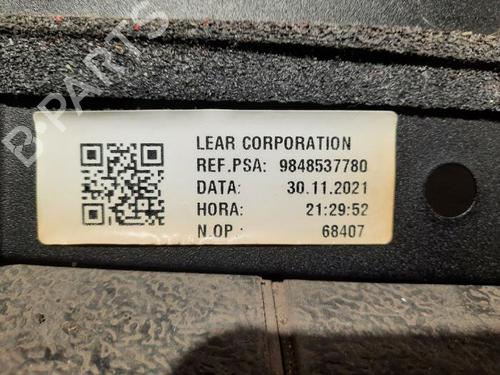 LEAR CORPORATION
REF.PSA: 9848537780
DATA: 30.11.2021
HORA: 21:29:52
N.OP.: 68407
B-PARTS